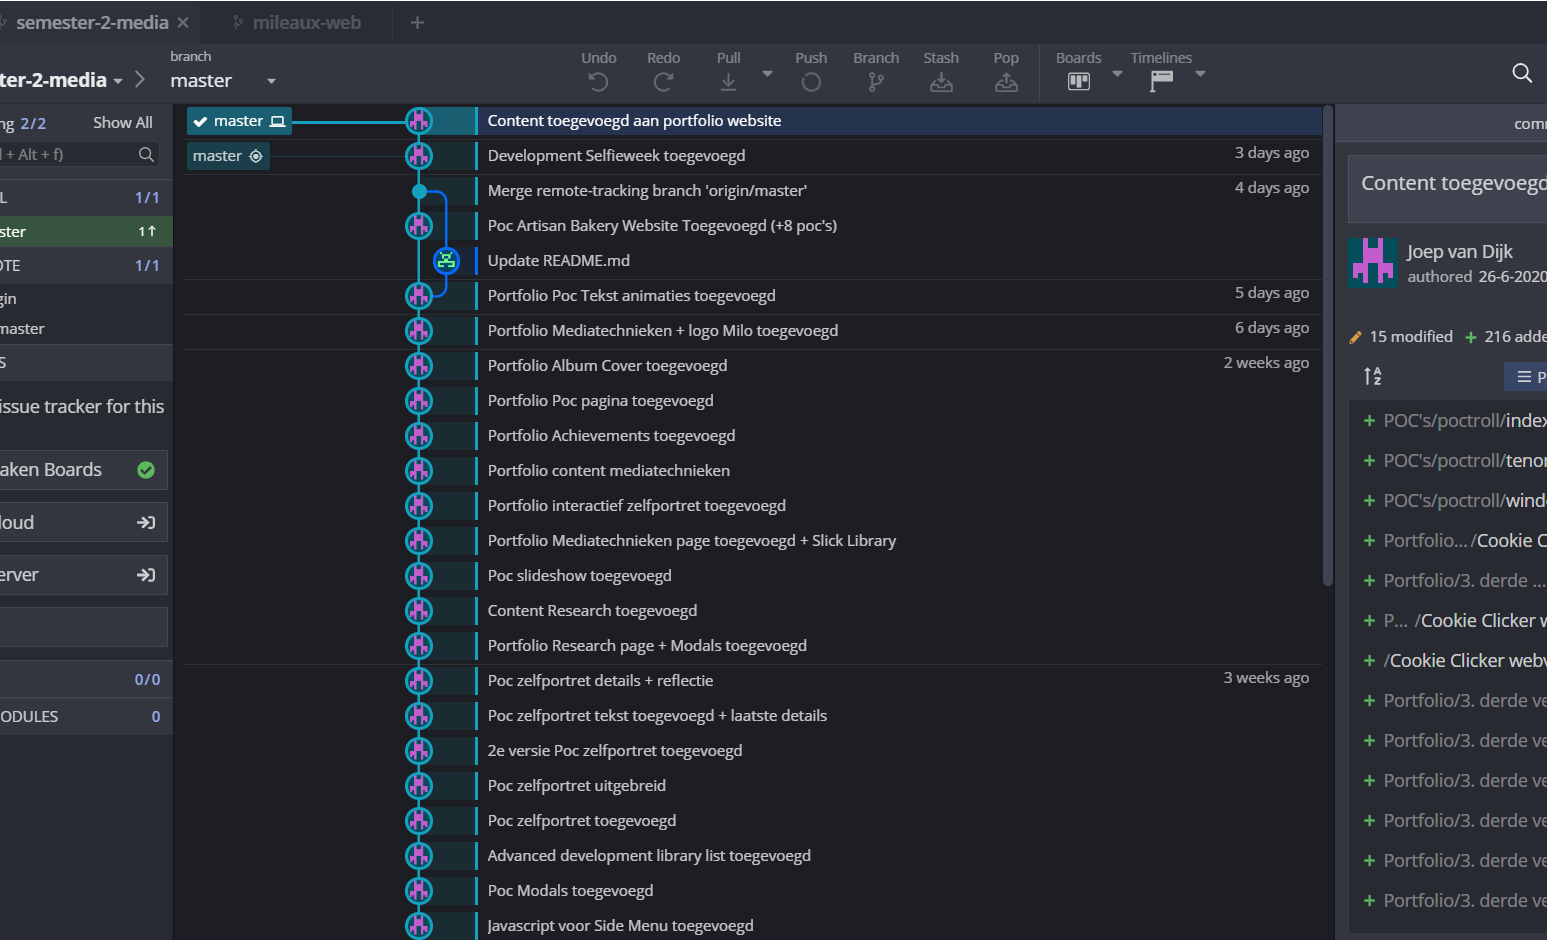 semester-2-media
mileaux-web
ter-2-media
branch
master
Undo
Redo
Pull
Push
Branch
Stash
Pop
Boards
Timelines
ng 2/2
Show All
+ Alt + f)
L 1/1
ster 1↑
OTE 1/1
gin
master
S
issue tracker for this
aken Boards
loud
erver
0/0
ODULES 0
master
Content toegevoegd aan portfolio website
master
Development Selfieweek toegevoegd
3 days ago
Merge remote-tracking branch 'origin/master'
4 days ago
Poc Artisan Bakery Website Toegevoegd (+8 poc's)
Update README.md
Portfolio Poc Tekst animaties toegevoegd
5 days ago
Portfolio Mediatechnieken + logo Milo toegevoegd
6 days ago
Portfolio Album Cover toegevoegd
2 weeks ago
Portfolio Poc pagina toegevoegd
Portfolio Achievements toegevoegd
Portfolio content mediatechnieken
Portfolio interactief zelfportret toegevoegd
Portfolio Mediatechnieken page toegevoegd + Slick Library
Poc slideshow toegevoegd
Content Research toegevoegd
Portfolio Research page + Modals toegevoegd
Poc zelfportret details + reflectie
3 weeks ago
Poc zelfportret tekst toegevoegd + laatste details
2e versie Poc zelfportret toegevoegd
Poc zelfportret uitgebreid
Poc zelfportret toegevoegd
Advanced development library list toegevoegd
Poc Modals toegevoegd
Javascript voor Side Menu toegevoegd
com
Content toegevoegd
Joep van Dijk
authored 26-6-2020
15 modified + 216 adde
A
Z
P
+ POC's/poctroll/index
+ POC's/poctroll/tenor
+ POC's/poctroll/wind
+ Portfolio... /Cookie C
+ Portfolio/3. derde ...
+ P... /Cookie Clicker w
+ /Cookie Clicker webv
+ Portfolio/3. derde ve
+ Portfolio/3. derde ve
+ Portfolio/3. derde ve
+ Portfolio/3. derde ve
+ Portfolio/3. derde ve
+ Portfolio/3. derde ve